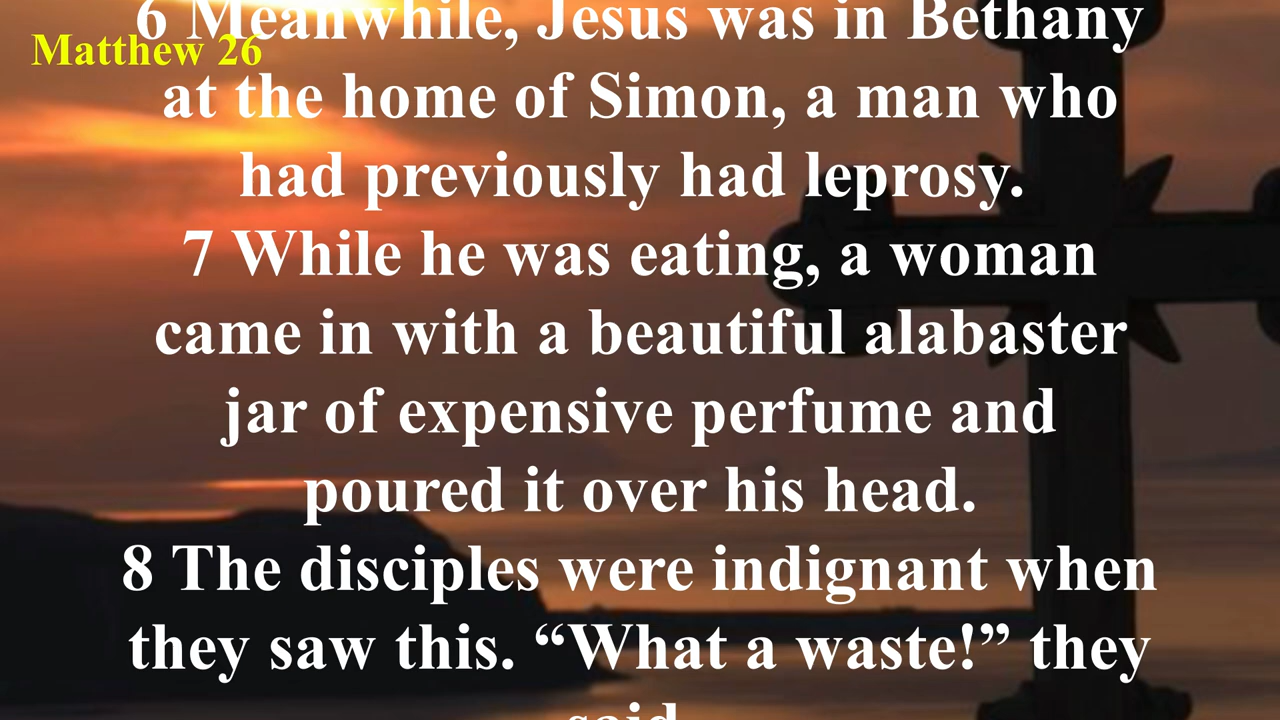 6 Meanwhile, Jesus was in Bethany
Matthew 26
at the home of Simon, a man who
had previously had leprosy.
7 While he was eating, a woman
came in with a beautiful alabaster
jar of expensive perfume and
poured it over his head.
8 The disciples were indignant when
they saw this. “What a waste!” they
said.